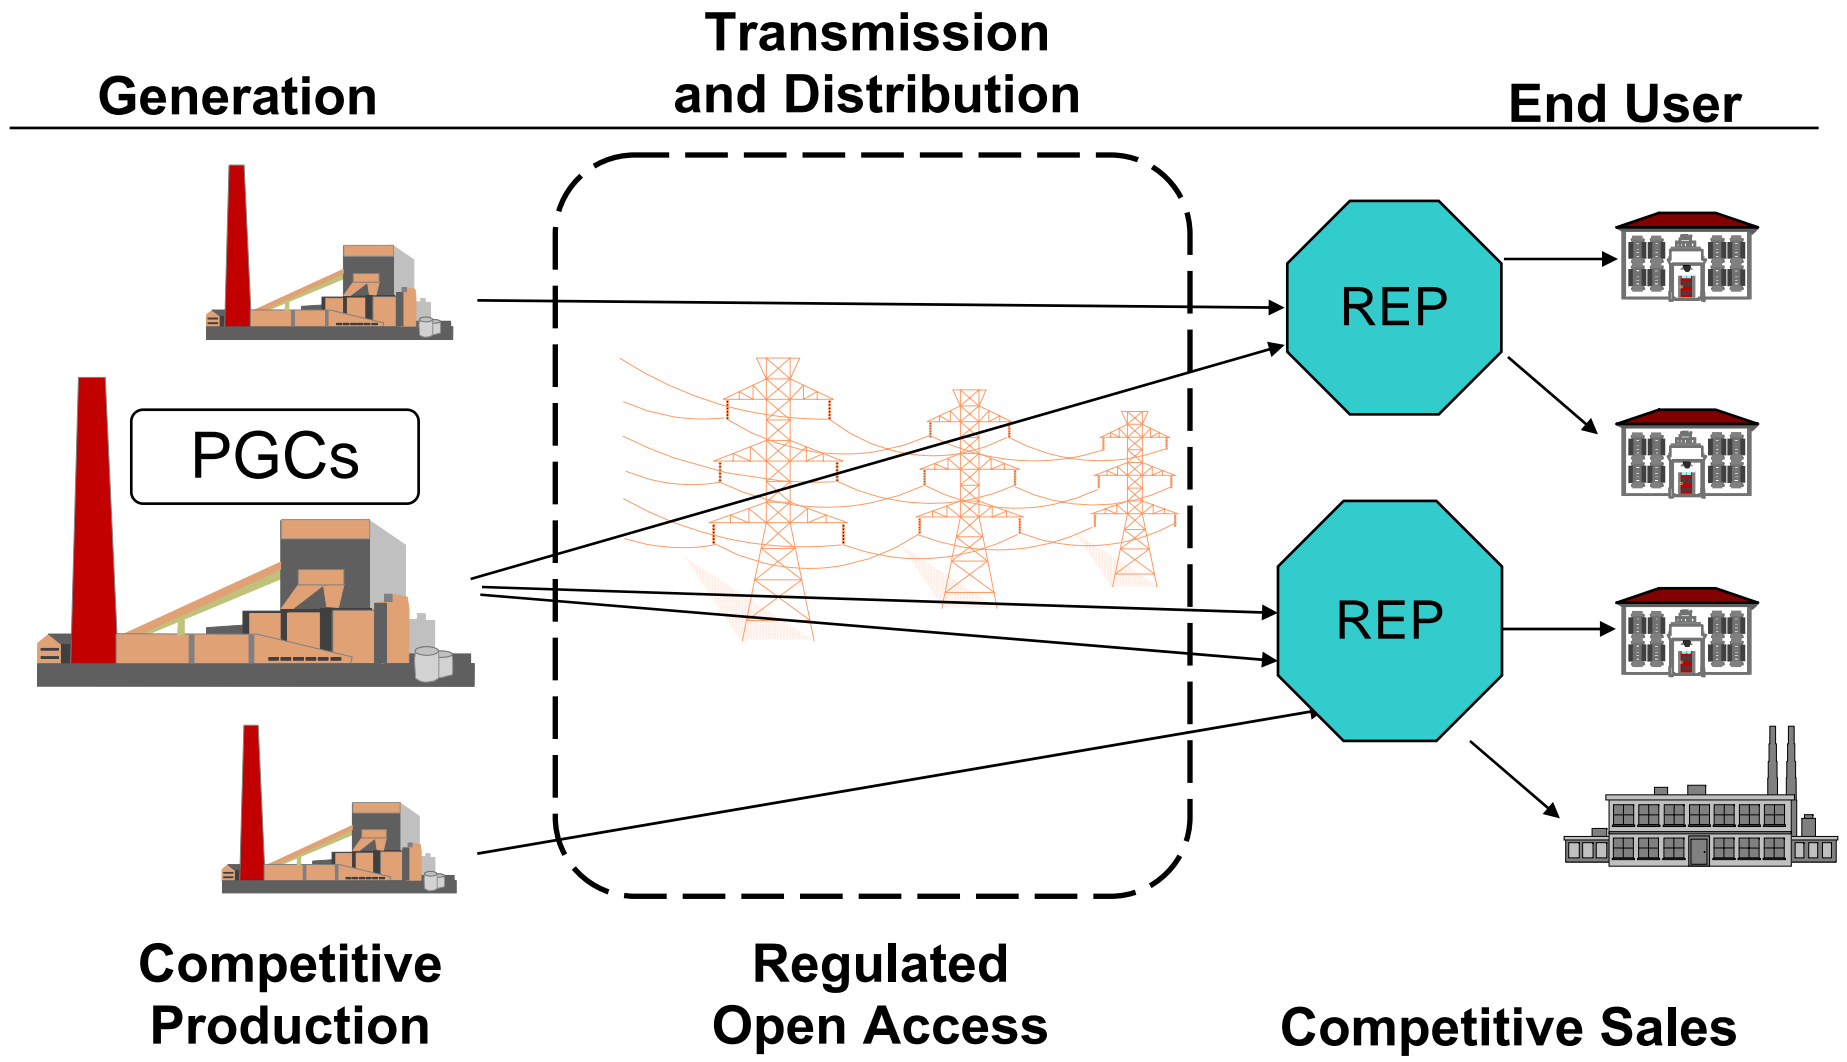 Generation
Transmission
and Distribution
End User
PGCs
REP
REP
Competitive
Production
Regulated
Open Access
Competitive Sales